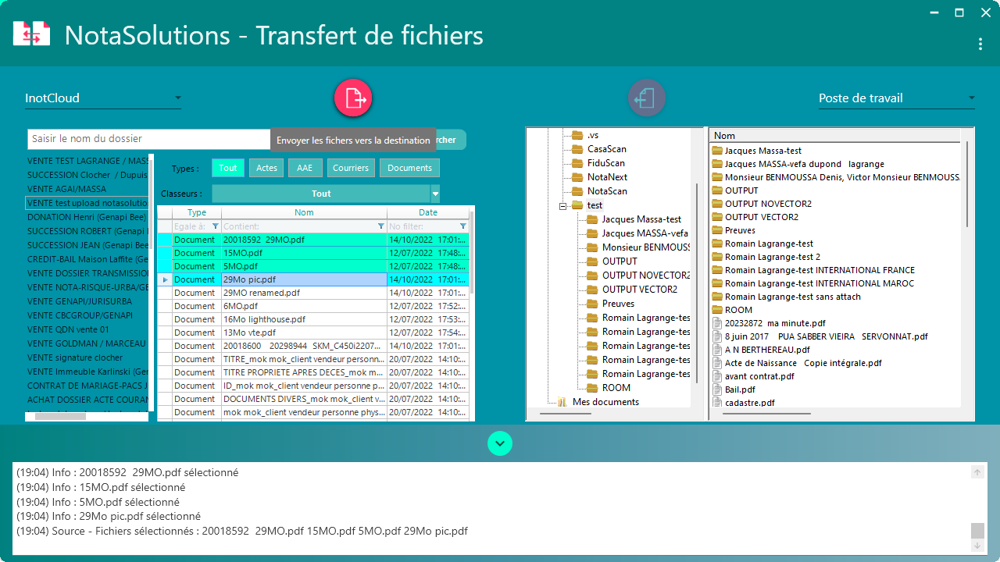 NotaSolutions - Transfert de fichiers
InotCloud
Poste de travail
Saisir le nom du dossier
Envoyer les fichers vers la destination
VENTE TEST LAGRANGE / MASS
SUCCESSION Clocher / Dupuis
VENTE AGAI/MASSA
VENTE test upload notasolutio
DONATION Henri (Genapi Bee)
SUCCESSION ROBERT (Genapi
SUCCESSION JEAN (Genapi Bee
CREDIT-BAIL Maison Laffite (Ge
VENTE DOSSIER TRANSMISSION
VENTE NOTA-RISQUE-URBA/GE
VENTE GENAPI/JURISURBA
VENTE CBCGROUP/GENAPI
VENTE QDN vente 01
VENTE GOLDMAN / MARCEAU
VENTE signature clocher
VENTE Immeuble Karlinski (Ger
CONTRAT DE MARIAGE-PACS J
ACHAT DOSSIER ACTE COURAN
Types :
Tout
Actes
AAE
Courriers
Documents
Classeurs :
Tout
Type Nom Date
Egale à: Contient: No filter:
Document 20018592 29MO.pdf 14/10/2022 17:01:...
Document 15MO.pdf 12/07/2022 17:48:...
Document 5MO.pdf 12/07/2022 17:48:...
Document 29Mo pic.pdf 14/10/2022 17:01:...
Document 29MO renamed.pdf 14/10/2022 17:01:...
Document 6MO.pdf 12/07/2022 17:52:...
Document 16Mo lighthouse.pdf 12/07/2022 17:53:...
Document 13Mo vte.pdf 12/07/2022 17:54:...
Document 20018600 20298944 SKM_C450i2207... 14/10/2022 17:01:...
Document TITRE_mok mok_client vendeur personn... 20/07/2022 14:10:...
Document TITRE PROPRIETE APRES DECES_mok m... 20/07/2022 14:10:...
Document ID_mok mok_client vendeur personne p... 20/07/2022 14:10:...
Document DOCUMENTS DIVERS_mok mok_client v... 20/07/2022 14:10:...
Document mok mok_client vendeur personne phys... 20/07/2022 14:10:...
.vs
CasaScan
FiduScan
NotaNext
NotaScan
test
Jacques Massa-test
Jacques MASSA-vefa
Monsieur BENMOUSS
OUTPUT
OUTPUT NOVECTOR2
OUTPUT VECTOR2
Preuves
Romain Lagrange-tes
Romain Lagrange-tes
Romain Lagrange-tes
Romain Lagrange-tes
Romain Lagrange-tes
ROOM
Mes documents
Nom
Jacques Massa-test
Jacques MASSA-vefa dupond lagrange
Monsieur BENMOUSSA Denis, Victor Monsieur BENMOUSSA
OUTPUT
OUTPUT NOVECTOR2
OUTPUT VECTOR2
Preuves
Romain Lagrange-test
Romain Lagrange-test 2
Romain Lagrange-test INTERNATIONAL FRANCE
Romain Lagrange-test INTERNATIONAL MAROC
Romain Lagrange-test sans attach
ROOM
20232872 ma minute.pdf
8 juin 2017 PUA SABBER VIEIRA SERVONNAT.pdf
A N BERTHEREAU.pdf
Acte de Naissance Copie intégrale.pdf
avant contrat.pdf
Bail.pdf
cadastre.pdf
(19:04) Info : 20018592 29MO.pdf sélectionné
(19:04) Info : 15MO.pdf sélectionné
(19:04) Info : 5MO.pdf sélectionné
(19:04) Info : 29Mo pic.pdf sélectionné
(19:04) Source - Fichiers sélectionnés : 20018592 29MO.pdf 15MO.pdf 5MO.pdf 29Mo pic.pdf